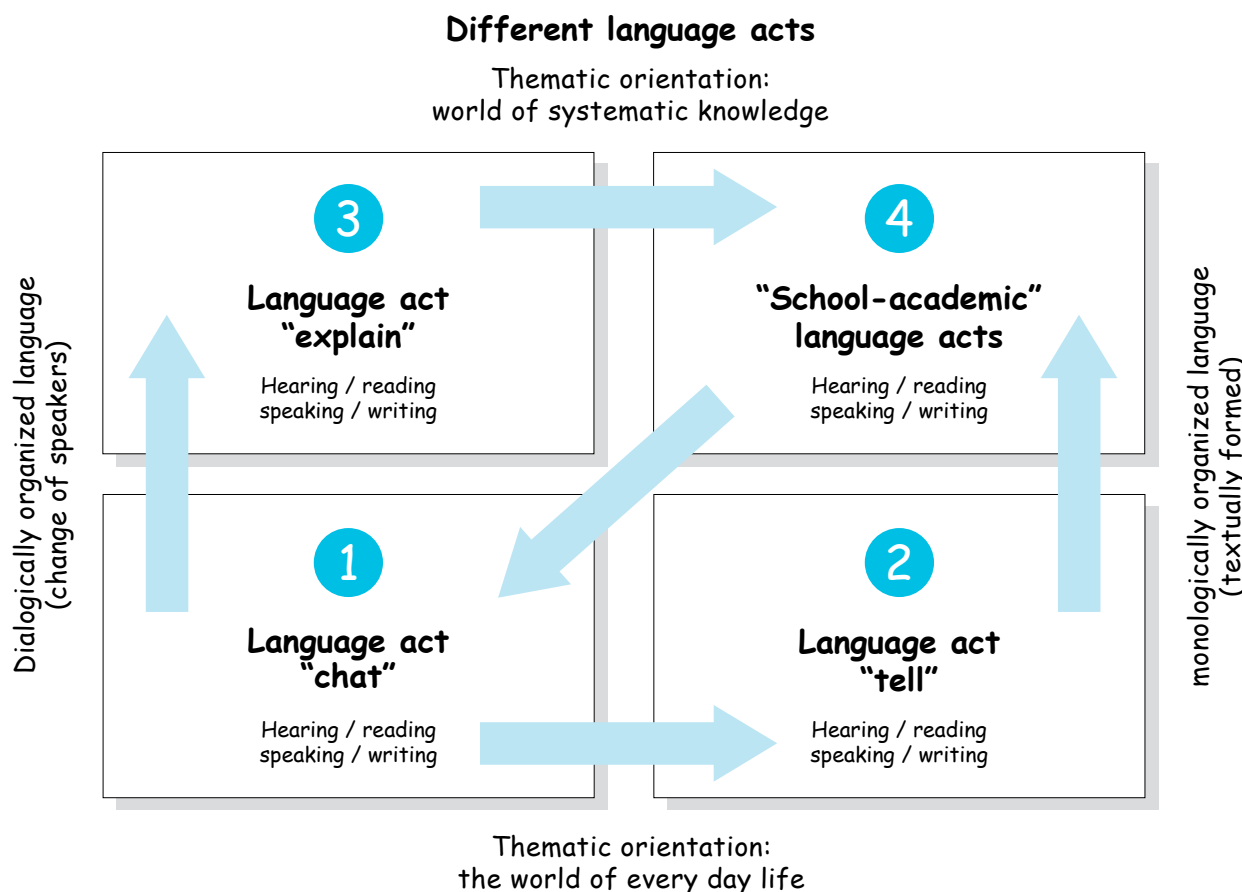 Different language acts
Thematic orientation:
world of systematic knowledge
Dialogically organized language
(change of speakers)
3
Language act
“explain”
Hearing / reading
speaking / writing
4
“School-academic”
language acts
Hearing / reading
speaking / writing
monologically organized language
(textually formed)
1
Language act
“chat”
Hearing / reading
speaking / writing
2
Language act
“tell”
Hearing / reading
speaking / writing
Thematic orientation:
the world of every day life